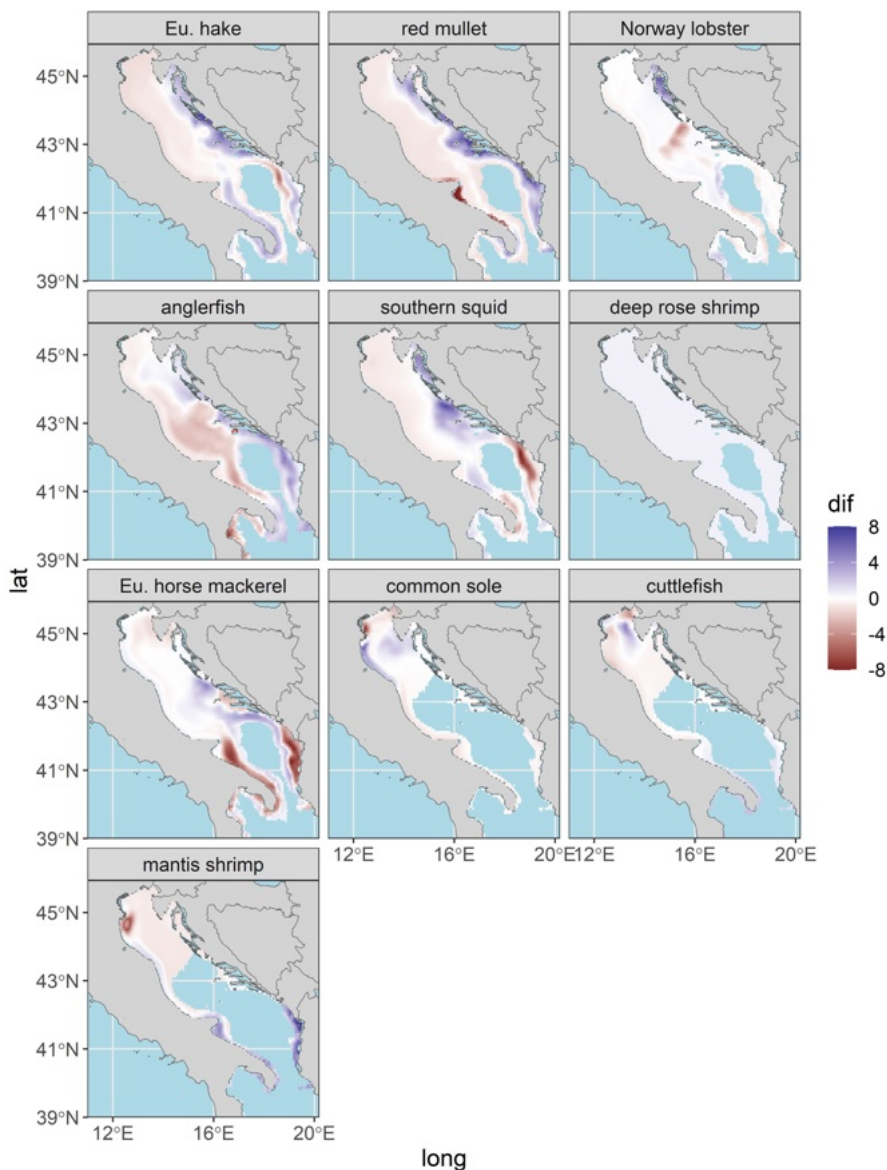 Eu. hake
red mullet
Norway lobster
45°N
43°N
41°N
39°N
anglerfish
southern squid
deep rose shrimp
45°N
43°N
41°N
39°N
dif
8
4
0
-4
-8
lat
Eu. horse mackerel
common sole
cuttlefish
45°N
43°N
41°N
39°N
12°E
16°E
20°E
12°E
16°E
20°E
mantis shrimp
45°N
43°N
41°N
39°N
12°E
16°E
20°E
long